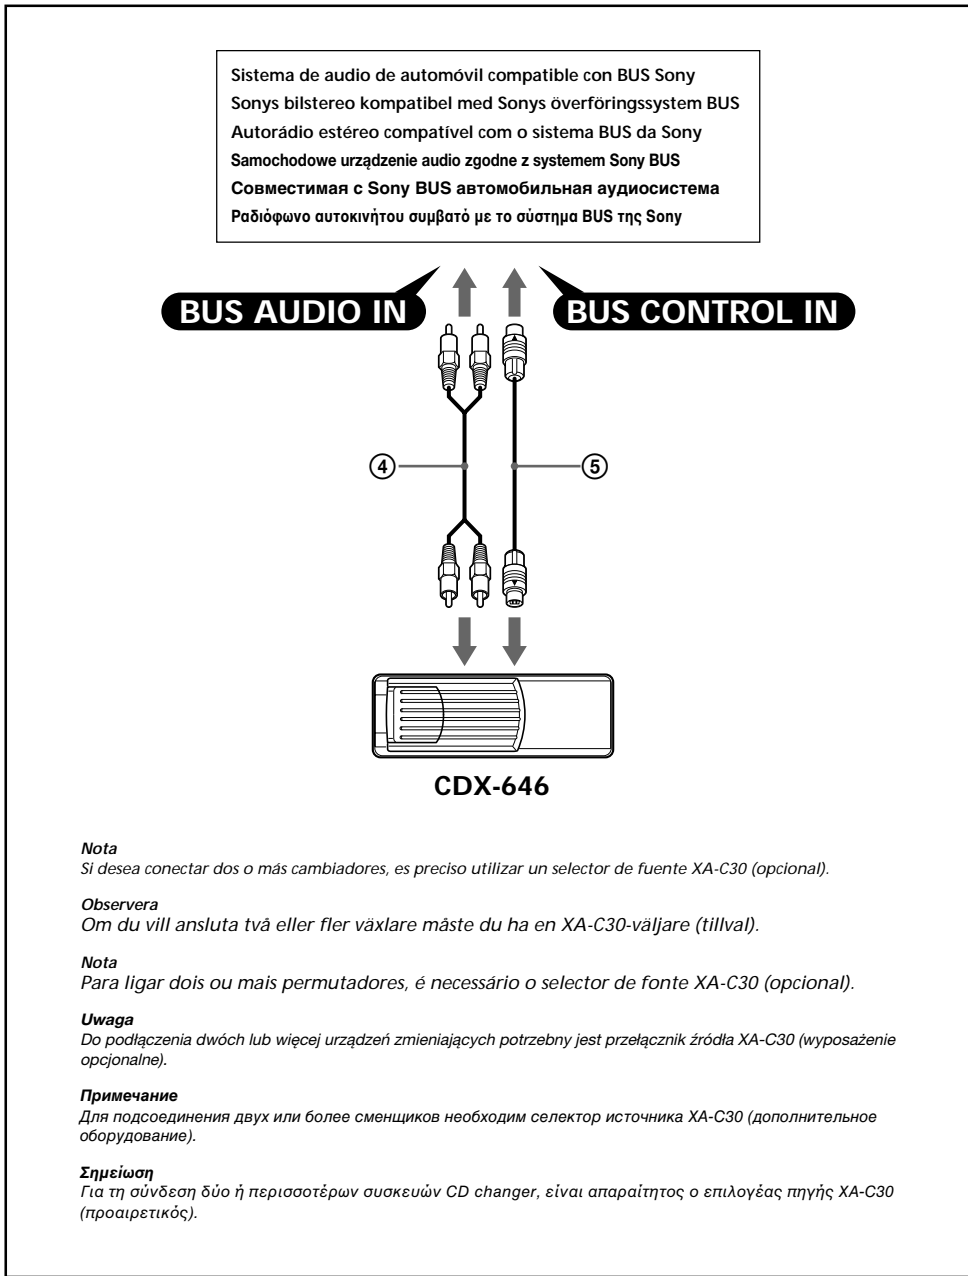 Sistema de audio de automóvil compatible con BUS Sony
Sonys bilstereo kompatibel med Sonys överföringssystem BUS
Autorádio estéreo compatível com o sistema BUS da Sony
Samochodowe urządzenie audio zgodne z systemem Sony BUS
Совместимая с Sony BUS автомобильная аудиосистема
Ραδιόφωνο αυτοκινήτου συμβατό με το σύστημα BUS της Sony
BUS AUDIO IN
BUS CONTROL IN
④
⑤
CDX-646
Nota
Si desea conectar dos o más cambiadores, es preciso utilizar un selector de fuente XA-C30 (opcional).
Observera
Om du vill ansluta två eller fler växlare måste du ha en XA-C30-väljare (tillval).
Nota
Para ligar dois ou mais permutadores, é necessário o selector de fonte XA-C30 (opcional).
Uwaga
Do podłączenia dwóch lub więcej urządzeń zmieniających potrzebny jest przełącznik źródła XA-C30 (wyposażenie
opcjonalne).
Примечание
Для подсоединения двух или более сменщиков необходим селектор источника XA-C30 (дополнительное
оборудование).
Σημείωση
Για τη σύνδεση δύο ή περισσοτέρων συσκευών CD changer, είναι απαραίτητος ο επιλογέας πηγής XA-C30
(προαιρετικός).